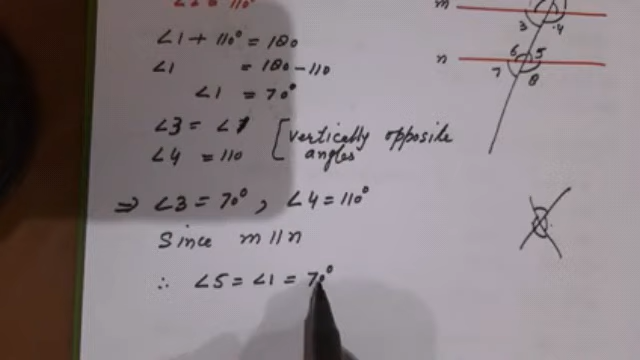 ∠1 + 110° = 180
∠1 = 180 - 110
∠1 = 70°
∠3 = ∠1
∠4 = 110
[vertically opposite
angles
⇒ ∠3 = 70°, ∠4 = 110°
Since m ∥ n
∴ ∠5 = ∠1 = 70°
m
3 4
n
6 5
7 8